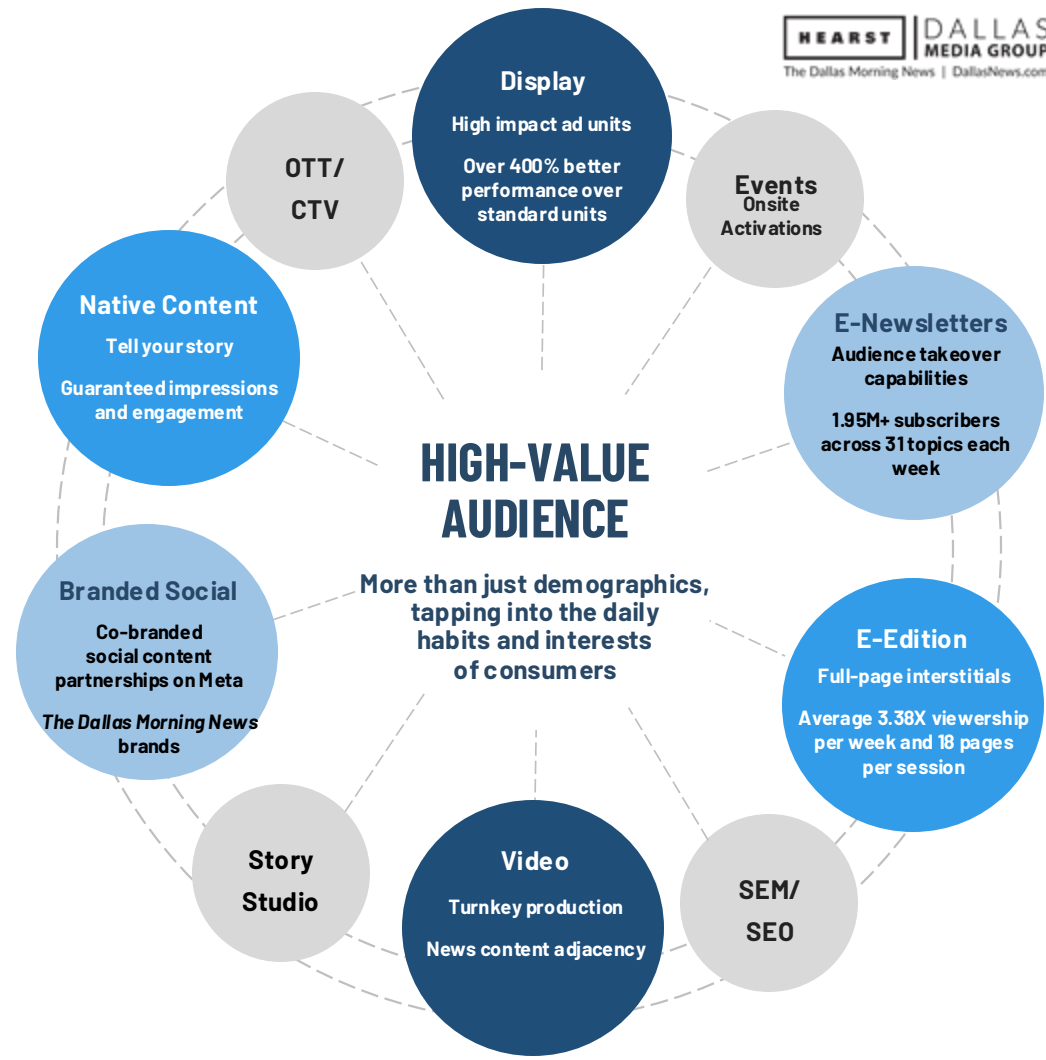 HEARST
DALLAS
MEDIA GROUP
The Dallas Morning News | DallasNews.com
Display
High impact ad units
Over 400% better
performance over
standard units
Events
Onsite
Activations
E-Newsletters
Audience takeover
capabilities
1.95M+ subscribers
across 31 topics each
week
E-Edition
Full-page interstitials
Average 3.38X viewership
per week and 18 pages
per session
SEM/
SEO
Video
Turnkey production
News content adjacency
Story
Studio
Branded Social
Co-branded
social content
partnerships on Meta
The Dallas Morning News
brands
Native Content
Tell your story
Guaranteed impressions
and engagement
OTT/
CTV
HIGH-VALUE
AUDIENCE
More than just demographics,
tapping into the daily
habits and interests
of consumers